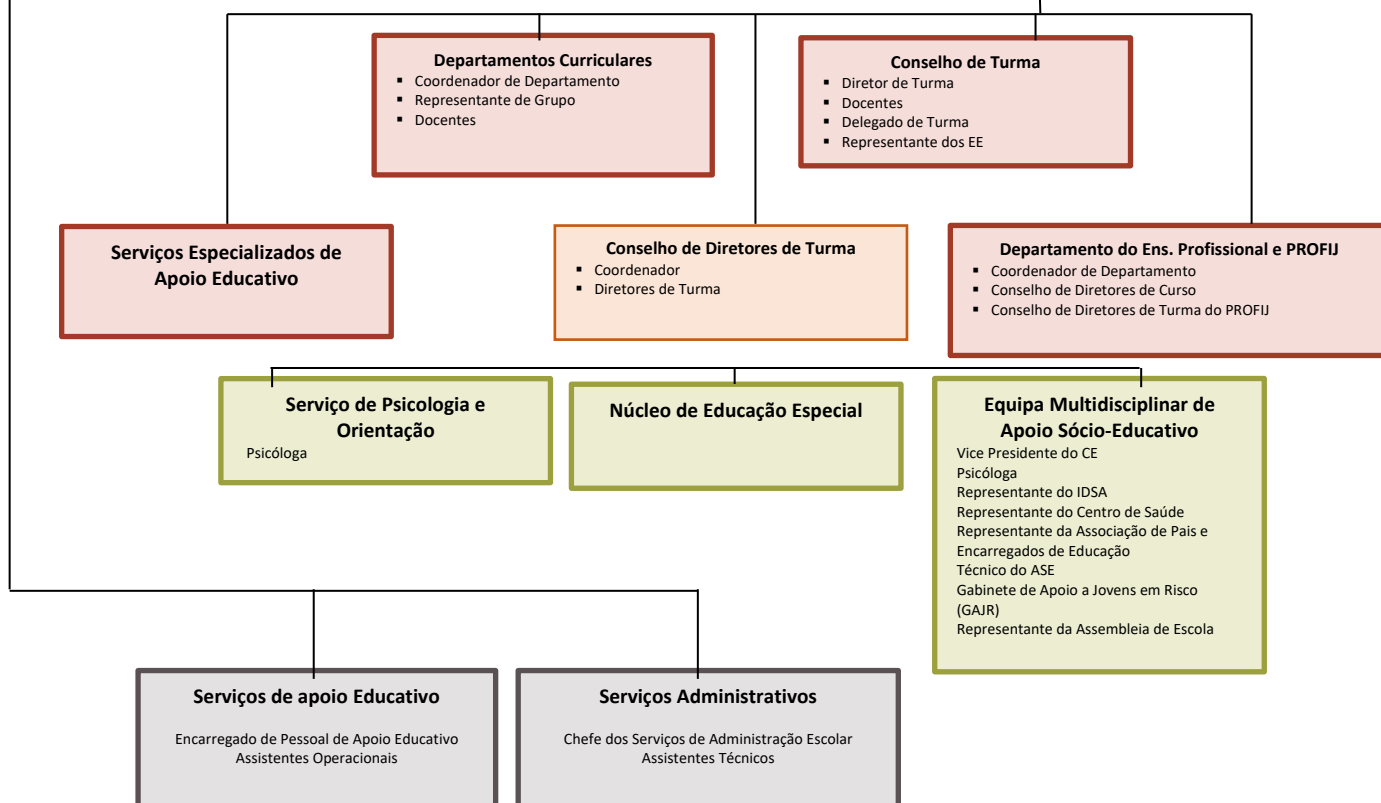 Departamentos Curriculares
▪ Coordenador de Departamento
▪ Representante de Grupo
▪ Docentes
Conselho de Turma
▪ Diretor de Turma
▪ Docentes
▪ Delegado de Turma
▪ Representante dos EE
Serviços Especializados de
Apoio Educativo
Conselho de Diretores de Turma
▪ Coordenador
▪ Diretores de Turma
Departamento do Ens. Profissional e PROFIJ
▪ Coordenador de Departamento
▪ Conselho de Diretores de Curso
▪ Conselho de Diretores de Turma do PROFIJ
Serviço de Psicologia e
Orientação
Psicóloga
Núcleo de Educação Especial
Equipa Multidisciplinar de
Apoio Sócio-Educativo
Vice Presidente do CE
Psicóloga
Representante do IDSA
Representante do Centro de Saúde
Representante da Associação de Pais e
Encarregados de Educação
Técnico do ASE
Gabinete de Apoio a Jovens em Risco
(GAJR)
Representante da Assembleia de Escola
Serviços de apoio Educativo
Encarregado de Pessoal de Apoio Educativo
Assistentes Operacionais
Serviços Administrativos
Chefe dos Serviços de Administração Escolar
Assistentes Técnicos